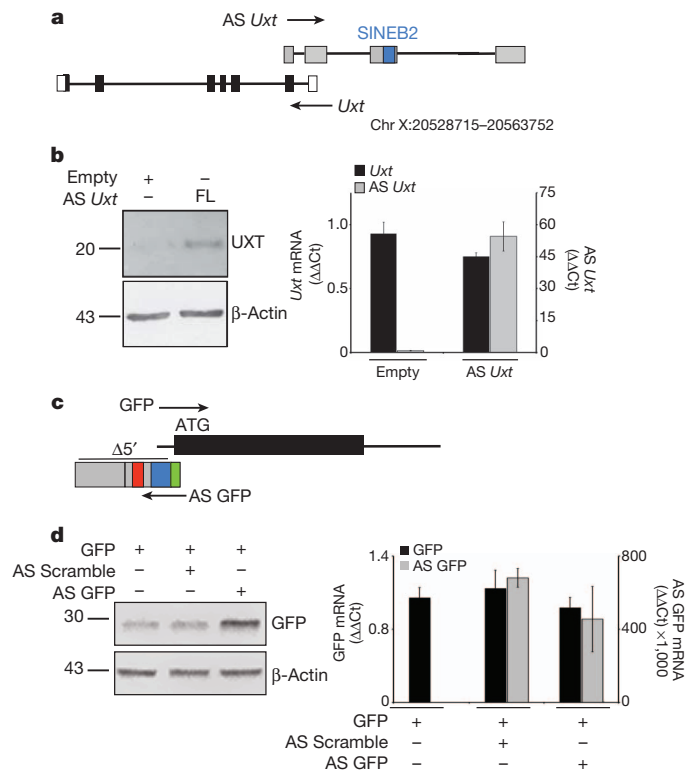 a
AS Uxt
SINEB2
Uxt
Chr X:20528715–20563752
b
Empty + –
AS Uxt – FL
20 UXT
43 β-Actin
Uxt
AS Uxt
1.0
0.5
0
Uxt mRNA
(ΔΔCt)
75
60
45
30
15
0
AS Uxt
(ΔΔCt)
Empty AS Uxt
c
GFP
ATG
Δ5′
AS GFP
d
GFP + + +
AS Scramble – + –
AS GFP – – +
30 GFP
43 β-Actin
GFP
AS GFP
1.4
0.8
0
GFP mRNA
(ΔΔCt)
800
400
0
AS GFP mRNA
(ΔΔCt) ×1,000
GFP + + +
AS Scramble – + –
AS GFP – – +